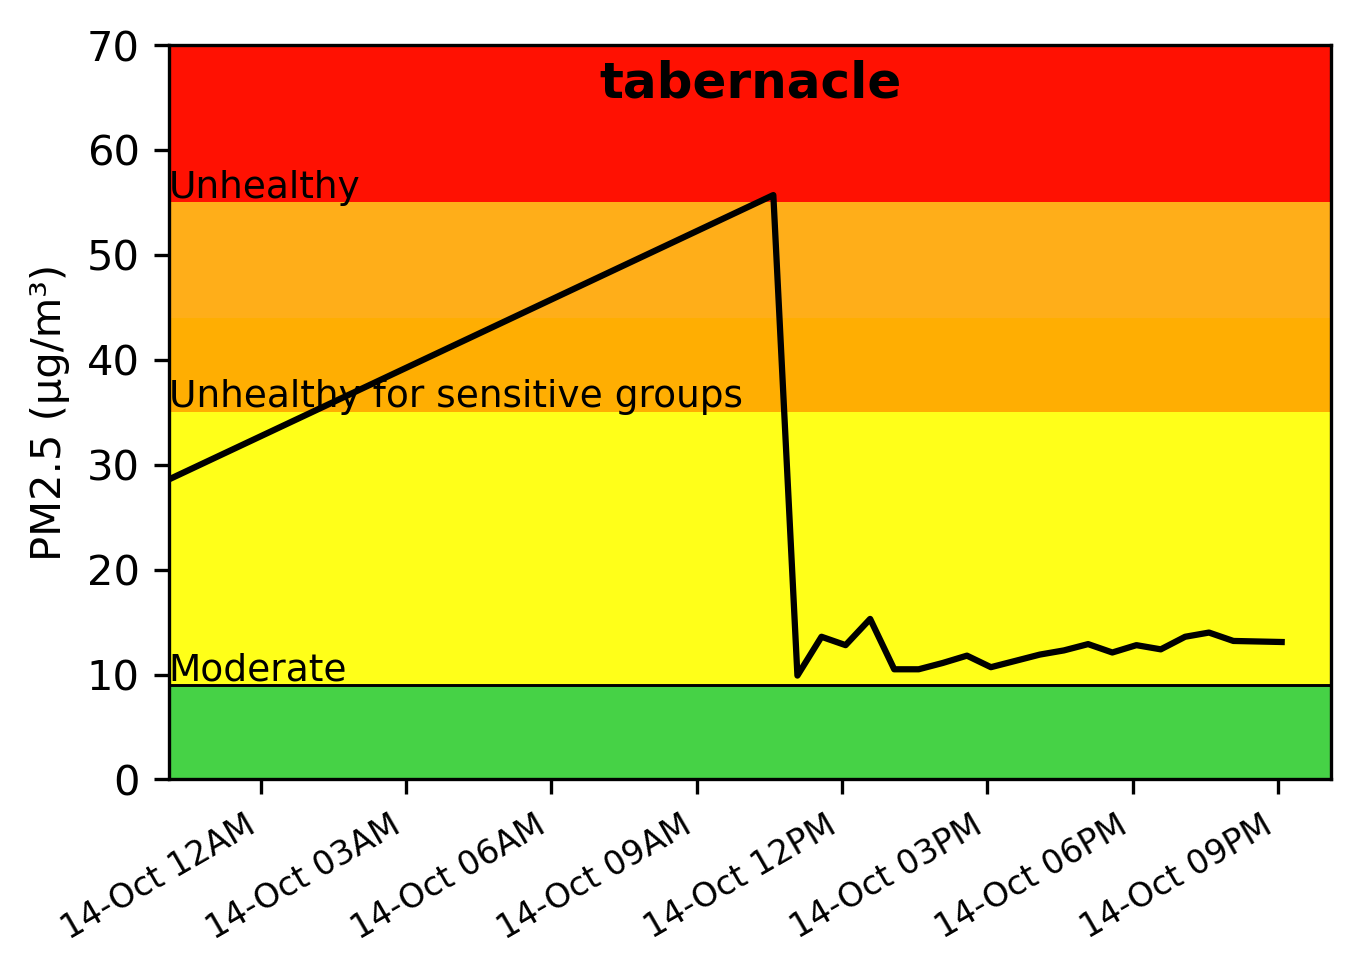 tabernacle
70
60
50
40
30
20
10
0
PM2.5 (µg/m³)
Unhealthy
Unhealthy for sensitive groups
Moderate
14-Oct 12AM
14-Oct 03AM
14-Oct 06AM
14-Oct 09AM
14-Oct 12PM
14-Oct 03PM
14-Oct 06PM
14-Oct 09PM